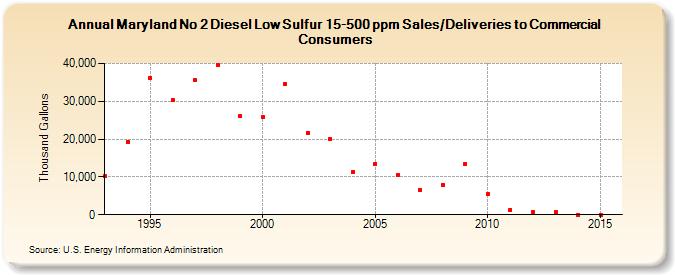 Annual Maryland No 2 Diesel Low Sulfur 15-500 ppm Sales/Deliveries to Commercial
Consumers
Thousand Gallons
40,000
30,000
20,000
10,000
0
1995 2000 2005 2010 2015
Source: U.S. Energy Information Administration